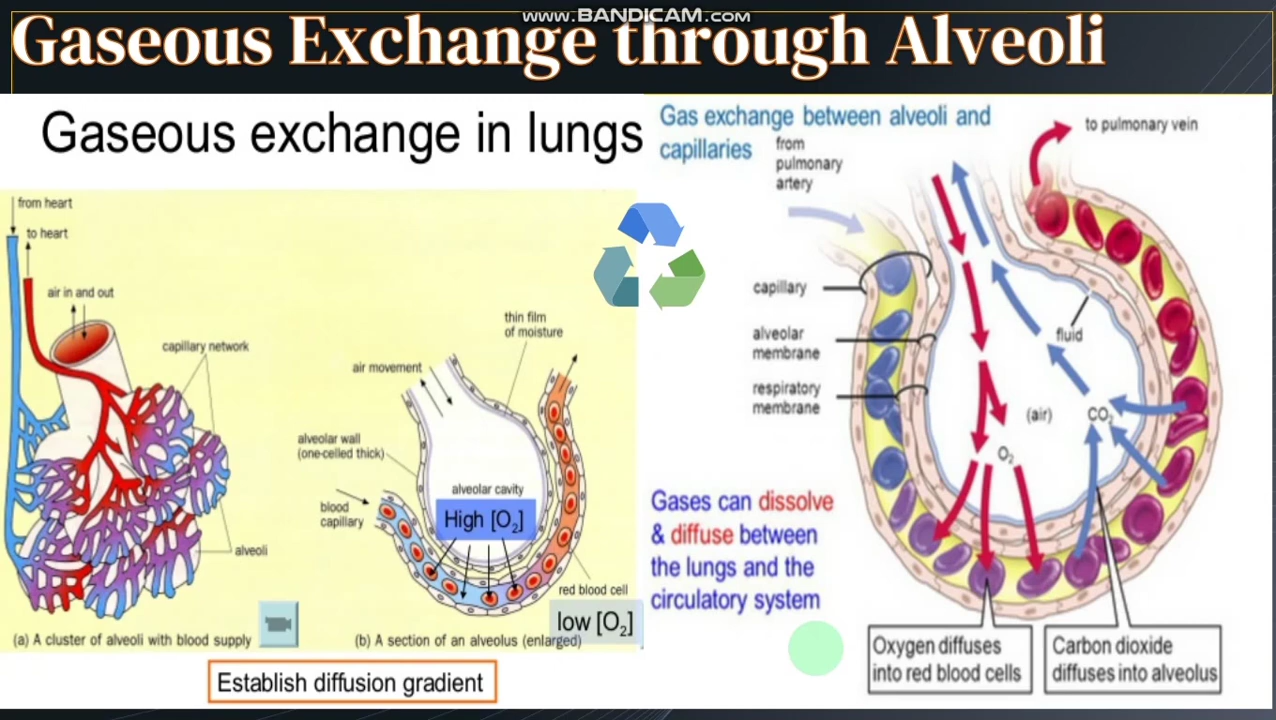 www.BANDICAM.com
Gaseous Exchange through Alveoli
Gaseous exchange in lungs
from heart
to heart
air in and out
capillary network
alveoli
(a) A cluster of alveoli with blood supply
thin film
of moisture
air movement
alveolar wall
(one-celled thick)
alveolar cavity
High [O₂]
blood
capillary
red blood cell
low [O₂]
(b) A section of an alveolus (enlarged)
Establish diffusion gradient
Gas exchange between alveoli and
capillaries
from
pulmonary
artery
to pulmonary vein
capillary
alveolar
membrane
respiratory
membrane
fluid
(air)
CO₂
O₂
Gases can dissolve
& diffuse between
the lungs and the
circulatory system
Oxygen diffuses
into red blood cells
Carbon dioxide
diffuses into alveolus